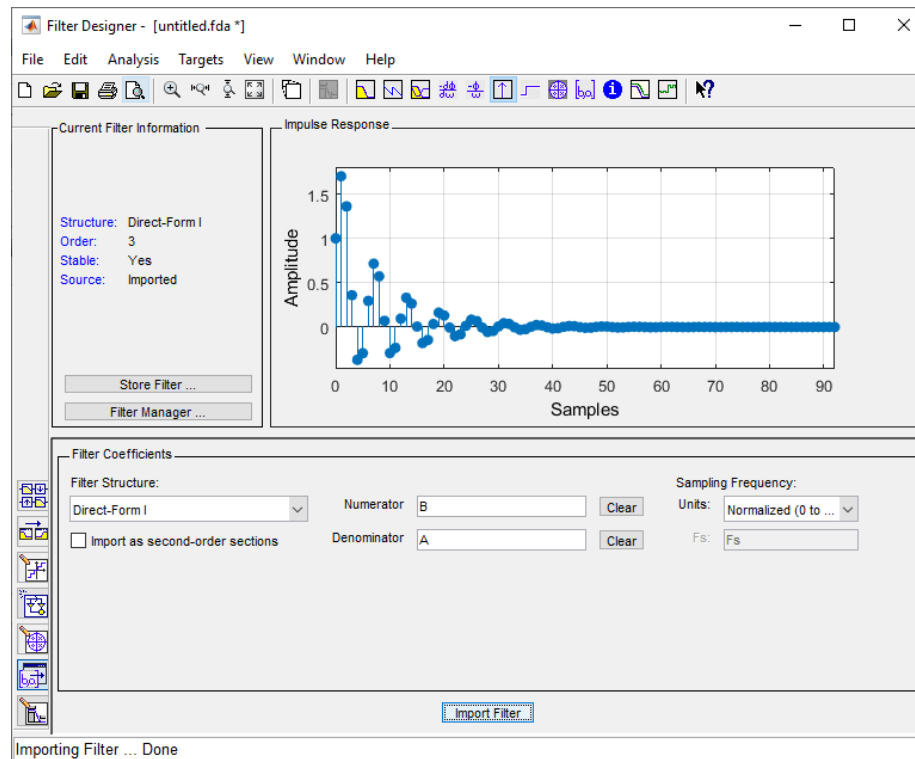 Filter Designer - [untitled.fda *]
File Edit Analysis Targets View Window Help
[b,a]
Current Filter Information
Structure: Direct-Form I
Order: 3
Stable: Yes
Source: Imported
Store Filter ...
Filter Manager ...
Impulse Response
Amplitude
1.5
1
0.5
0
0 10 20 30 40 50 60 70 80 90
Samples
Filter Coefficients
Filter Structure:
Direct-Form I
Import as second-order sections
Numerator B Clear
Denominator A Clear
Sampling Frequency:
Units: Normalized (0 to ...
Fs: Fs
Import Filter
Importing Filter ... Done